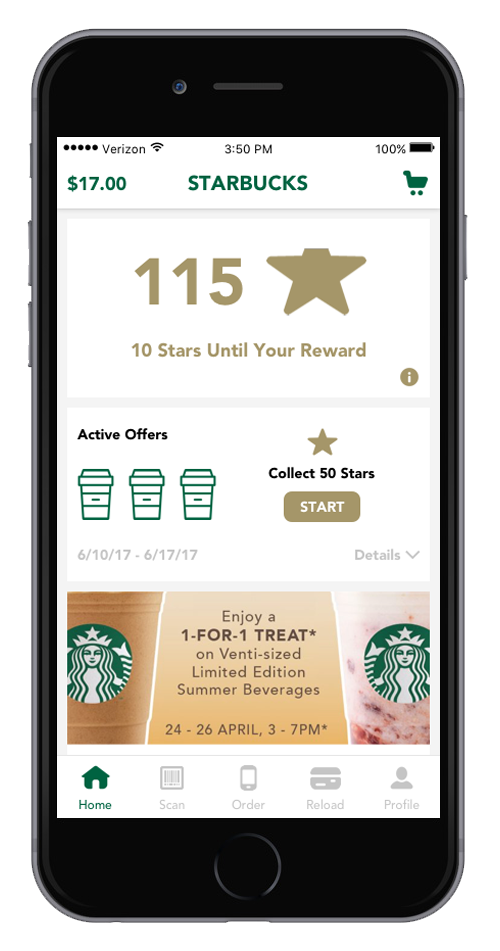 Verizon 3:50 PM 100%
$17.00 STARBUCKS
115
10 Stars Until Your Reward
i
Active Offers
Collect 50 Stars
START
6/10/17 - 6/17/17 Details
Enjoy a
1-FOR-1 TREAT*
on Venti-sized
Limited Edition
Summer Beverages
24 - 26 APRIL, 3 - 7PM*
Home Scan Order Reload Profile